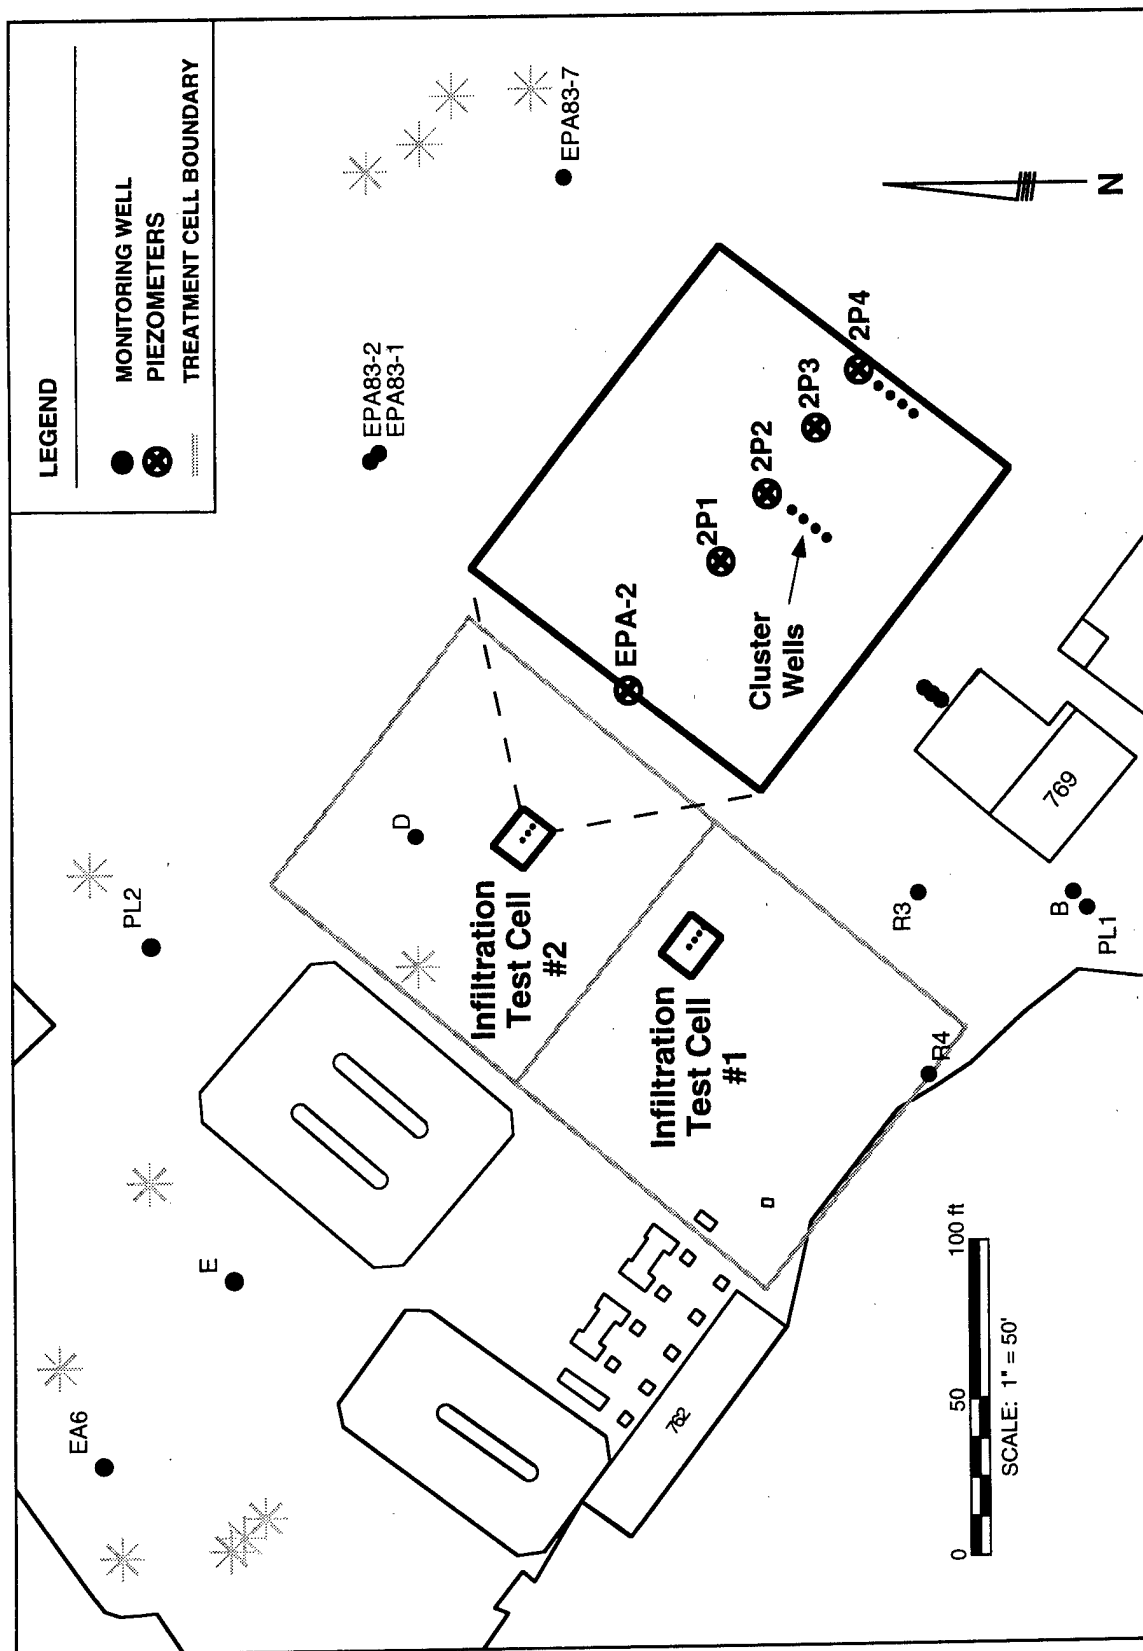 LEGEND
MONITORING WELL
PIEZOMETERS
TREATMENT CELL BOUNDARY
EA6
E
PL2
D
EPA83-2
EPA83-1
EPA83-7
Infiltration
Test Cell
#2
Infiltration
Test Cell
#1
EPA-2
2P1
2P2
2P3
2P4
Cluster
Wells
762
769
R3
R4
B
PL1
N
0
50
100 ft
SCALE: 1" = 50'